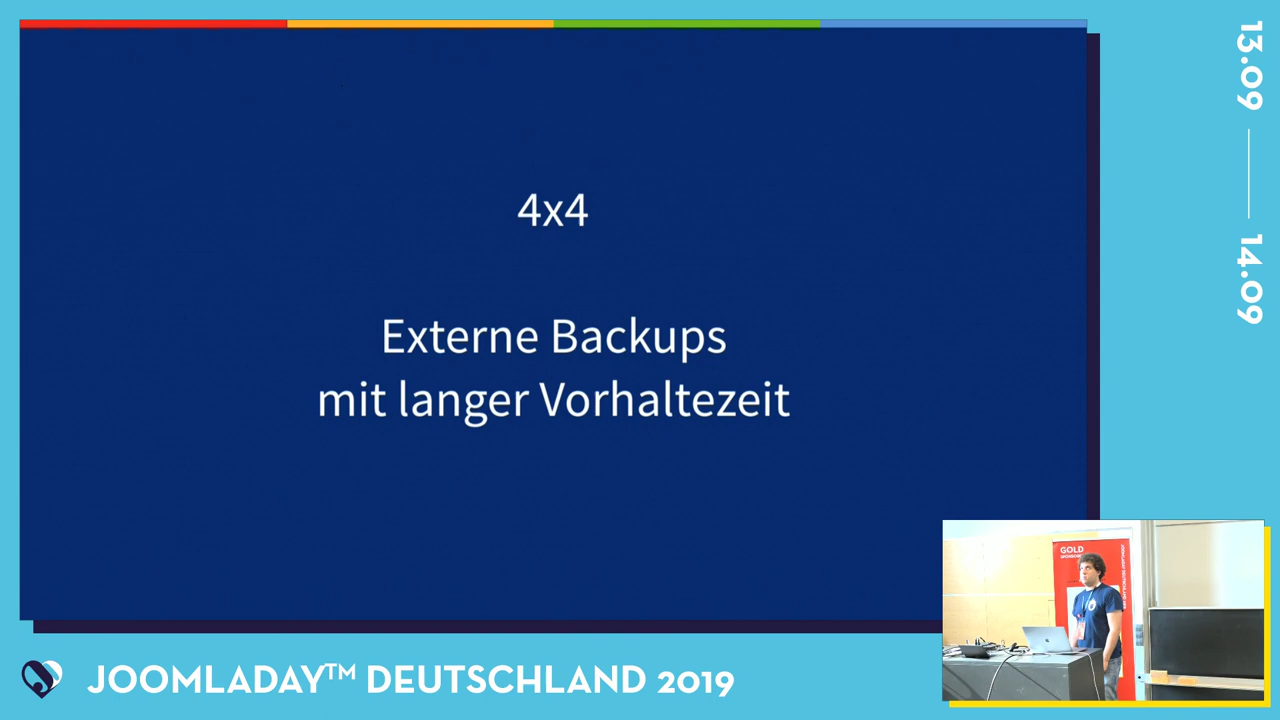 4x4
Externe Backups
mit langer Vorhaltezeit
13.09
14.09
GOLD
JOOMLADAY™ DEUTSCHLAND 2019